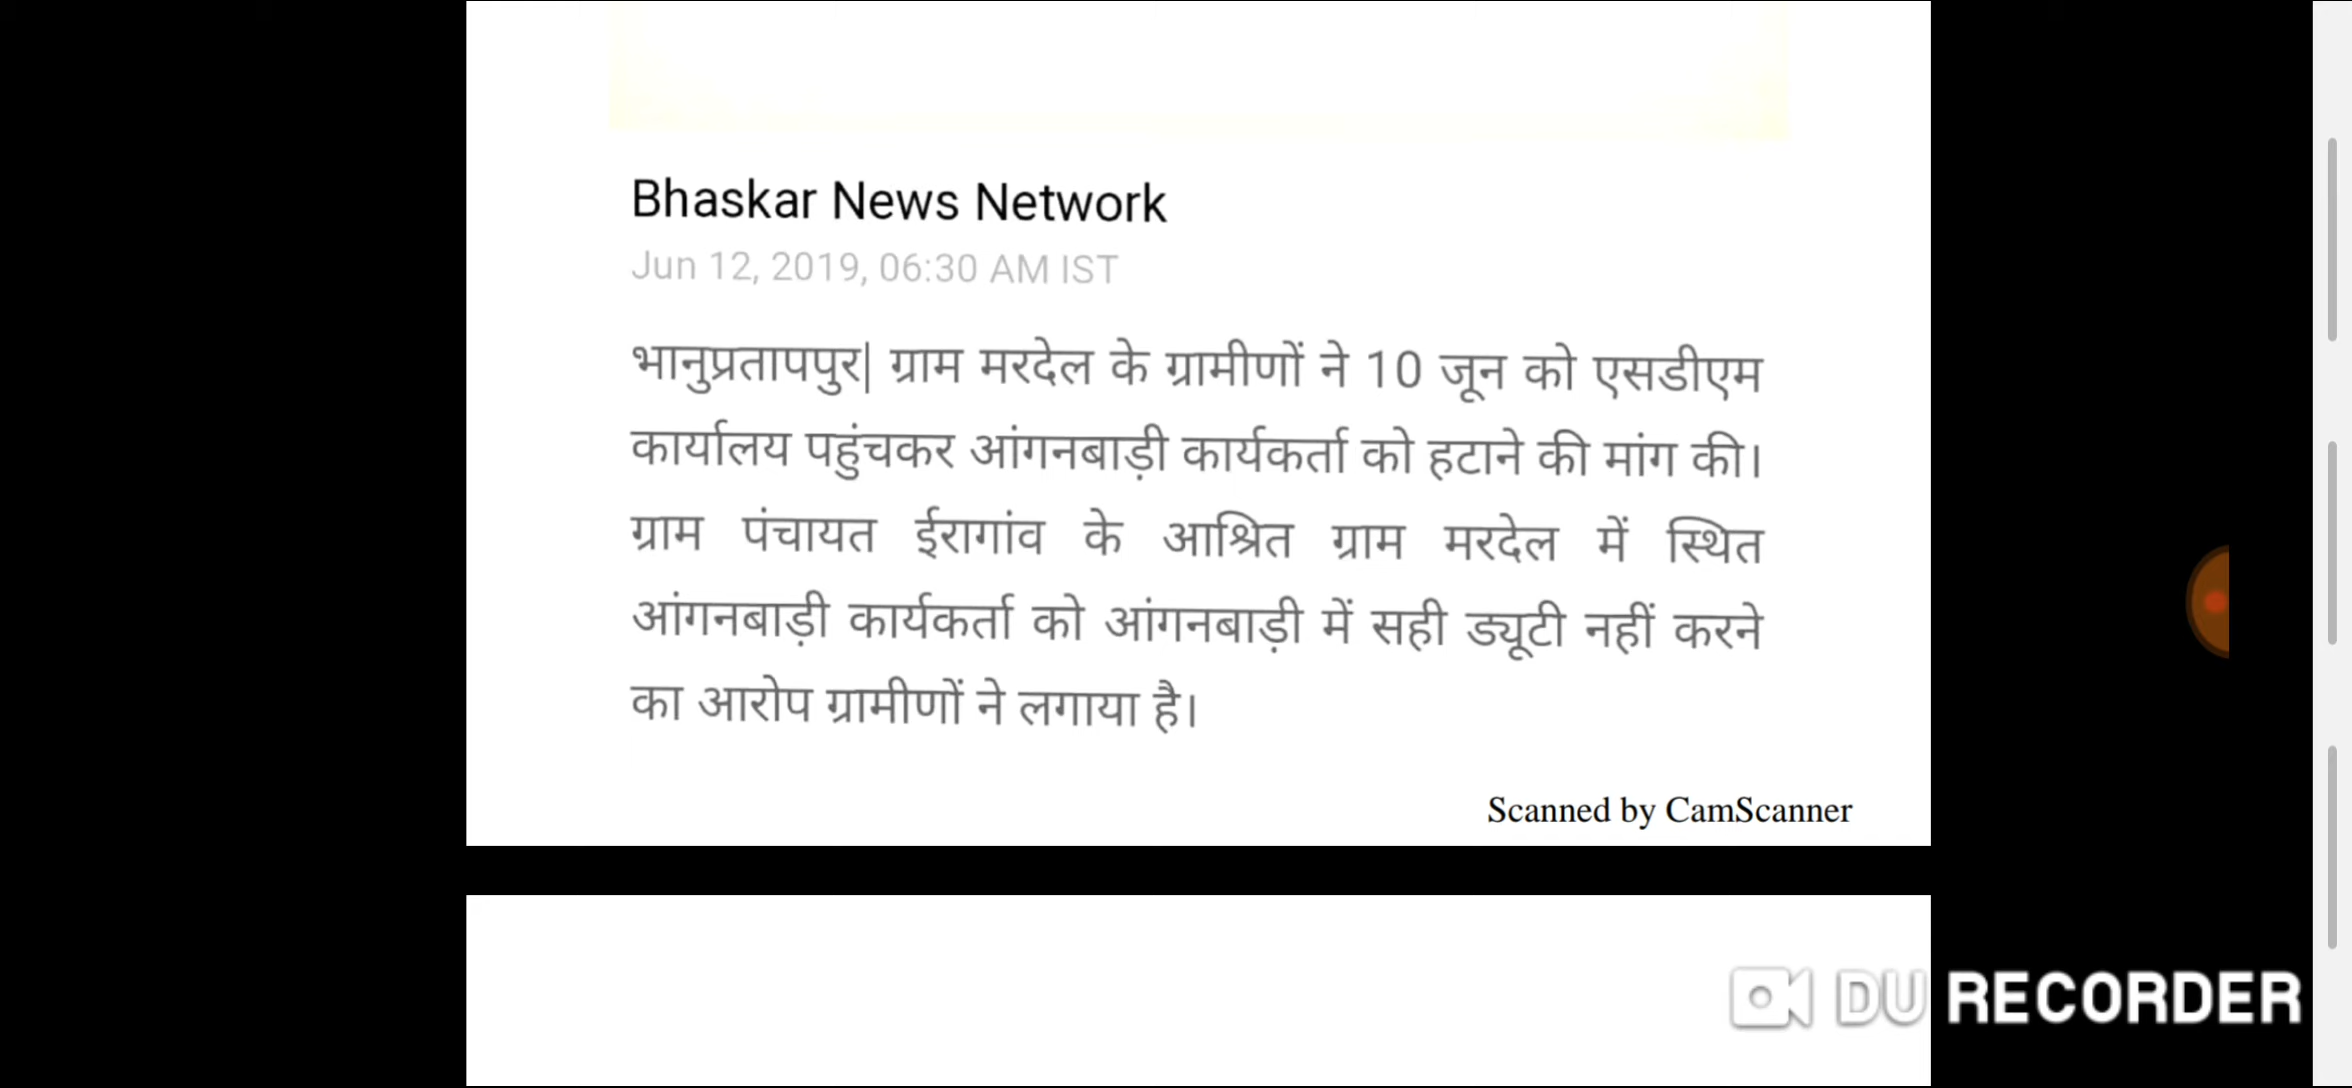 Bhaskar News Network
Jun 12, 2019, 06:30 AM IST
भानुप्रतापपुर| ग्राम मरदेल के ग्रामीणों ने 10 जून को एसडीएम
कार्यालय पहुंचकर आंगनबाड़ी कार्यकर्ता को हटाने की मांग की।
ग्राम पंचायत ईरागांव के आश्रित ग्राम मरदेल में स्थित
आंगनबाड़ी कार्यकर्ता को आंगनबाड़ी में सही ड्यूटी नहीं करने
का आरोप ग्रामीणों ने लगाया है।
Scanned by CamScanner
DU RECORDER